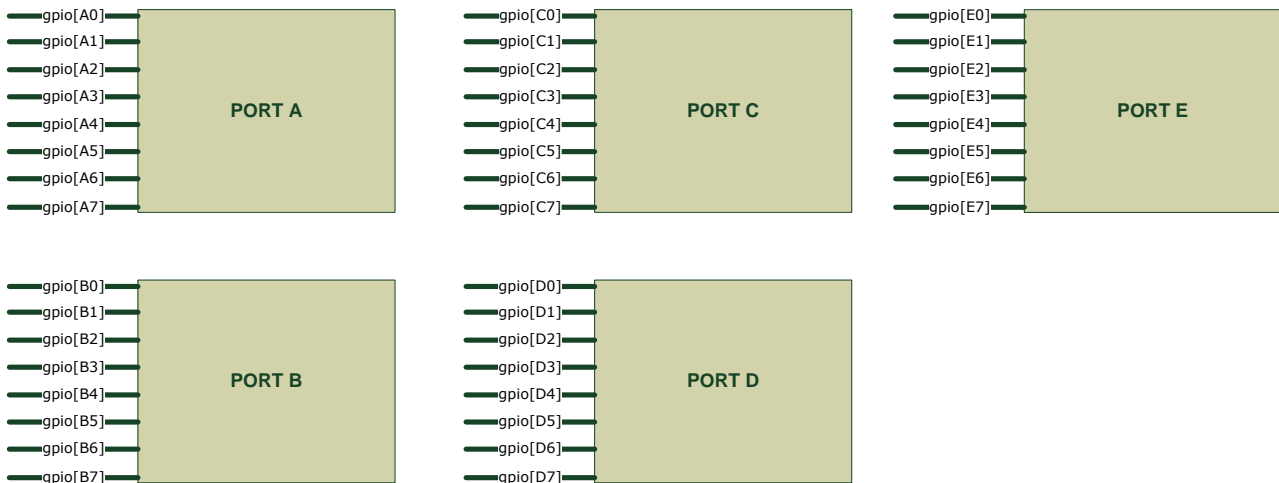 gpio[A0]
gpio[A1]
gpio[A2]
gpio[A3]
gpio[A4]
gpio[A5]
gpio[A6]
gpio[A7]
PORT A
gpio[C0]
gpio[C1]
gpio[C2]
gpio[C3]
gpio[C4]
gpio[C5]
gpio[C6]
gpio[C7]
PORT C
gpio[E0]
gpio[E1]
gpio[E2]
gpio[E3]
gpio[E4]
gpio[E5]
gpio[E6]
gpio[E7]
PORT E
gpio[B0]
gpio[B1]
gpio[B2]
gpio[B3]
gpio[B4]
gpio[B5]
gpio[B6]
gpio[B7]
PORT B
gpio[D0]
gpio[D1]
gpio[D2]
gpio[D3]
gpio[D4]
gpio[D5]
gpio[D6]
gpio[D7]
PORT D